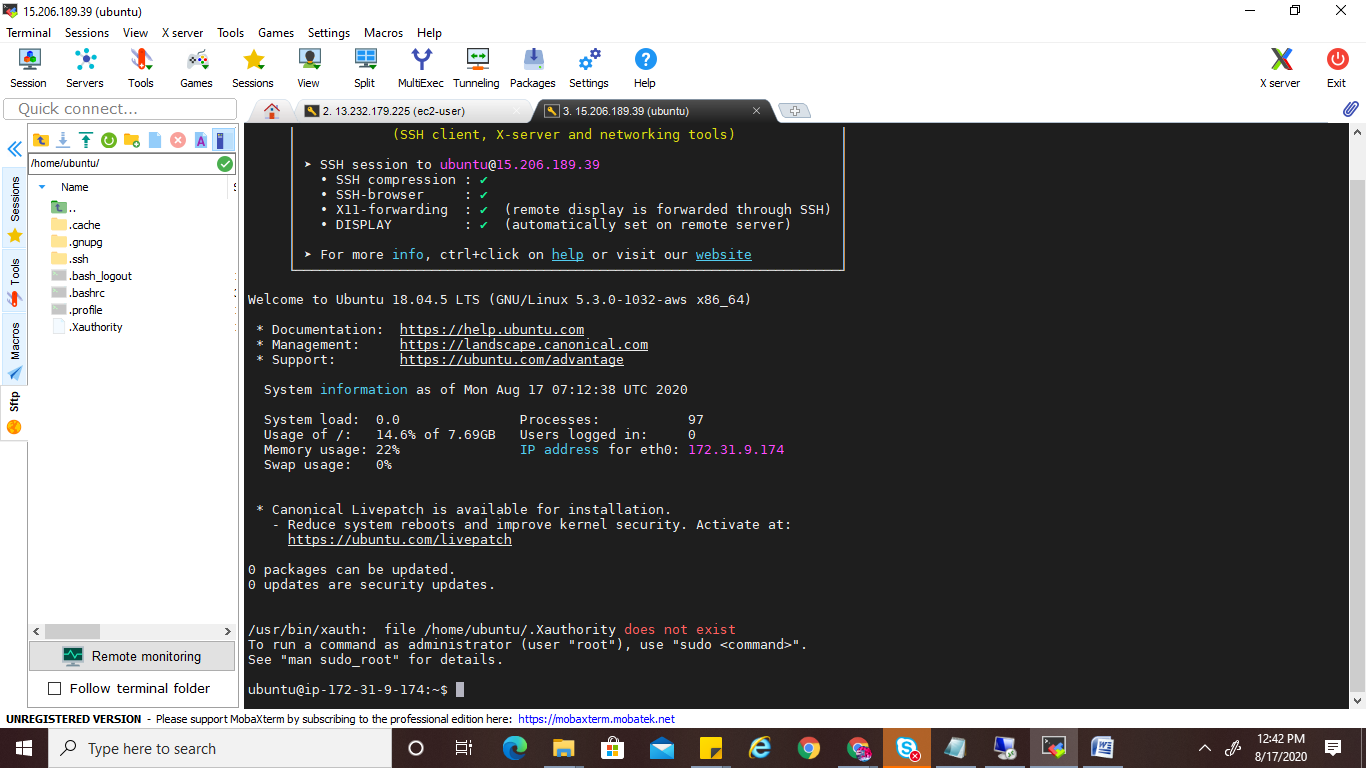 15.206.189.39 (ubuntu)
Terminal Sessions View X server Tools Games Settings Macros Help
Session Servers Tools Games Sessions View Split MultiExec Tunneling Packages Settings Help X server Exit
Quick connect...
2. 13.232.179.225 (ec2-user)
3. 15.206.189.39 (ubuntu)
/home/ubuntu/
Name
..
.cache
.gnupg
.ssh
.bash_logout
.bashrc
.profile
.Xauthority
Sessions
Tools
Macros
Sftp
Remote monitoring
Follow terminal folder
(SSH client, X-server and networking tools)
➤ SSH session to ubuntu@15.206.189.39
• SSH compression : ✔
• SSH-browser : ✔
• X11-forwarding : ✔ (remote display is forwarded through SSH)
• DISPLAY : ✔ (automatically set on remote server)
➤ For more info, ctrl+click on help or visit our website
Welcome to Ubuntu 18.04.5 LTS (GNU/Linux 5.3.0-1032-aws x86_64)
* Documentation: https://help.ubuntu.com
* Management: https://landscape.canonical.com
* Support: https://ubuntu.com/advantage
System information as of Mon Aug 17 07:12:38 UTC 2020
System load: 0.0 Processes: 97
Usage of /: 14.6% of 7.69GB Users logged in: 0
Memory usage: 22% IP address for eth0: 172.31.9.174
Swap usage: 0%
* Canonical Livepatch is available for installation.
- Reduce system reboots and improve kernel security. Activate at:
https://ubuntu.com/livepatch
0 packages can be updated.
0 updates are security updates.
/usr/bin/xauth: file /home/ubuntu/.Xauthority does not exist
To run a command as administrator (user "root"), use "sudo <command>".
See "man sudo_root" for details.
ubuntu@ip-172-31-9-174:~$
UNREGISTERED VERSION - Please support MobaXterm by subscribing to the professional edition here: https://mobaxterm.mobatek.net
Type here to search
12:42 PM
8/17/2020